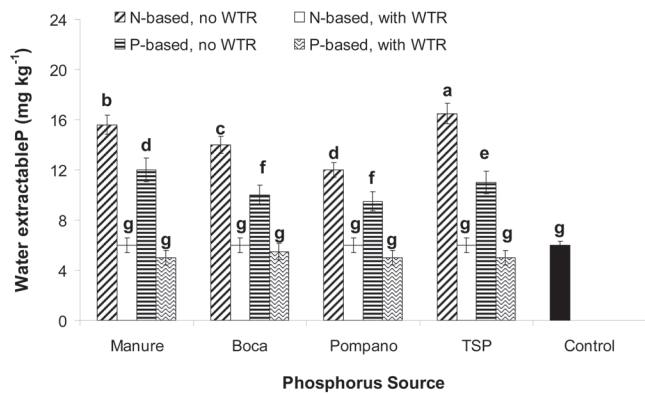 N-based, no WTR
N-based, with WTR
P-based, no WTR
P-based, with WTR
Water extractableP (mg kg-1)
24
20
16
12
8
4
0
b
g
d
g
c
g
f
g
d
g
f
g
a
g
e
g
g
Manure
Boca
Pompano
TSP
Control
Phosphorus Source